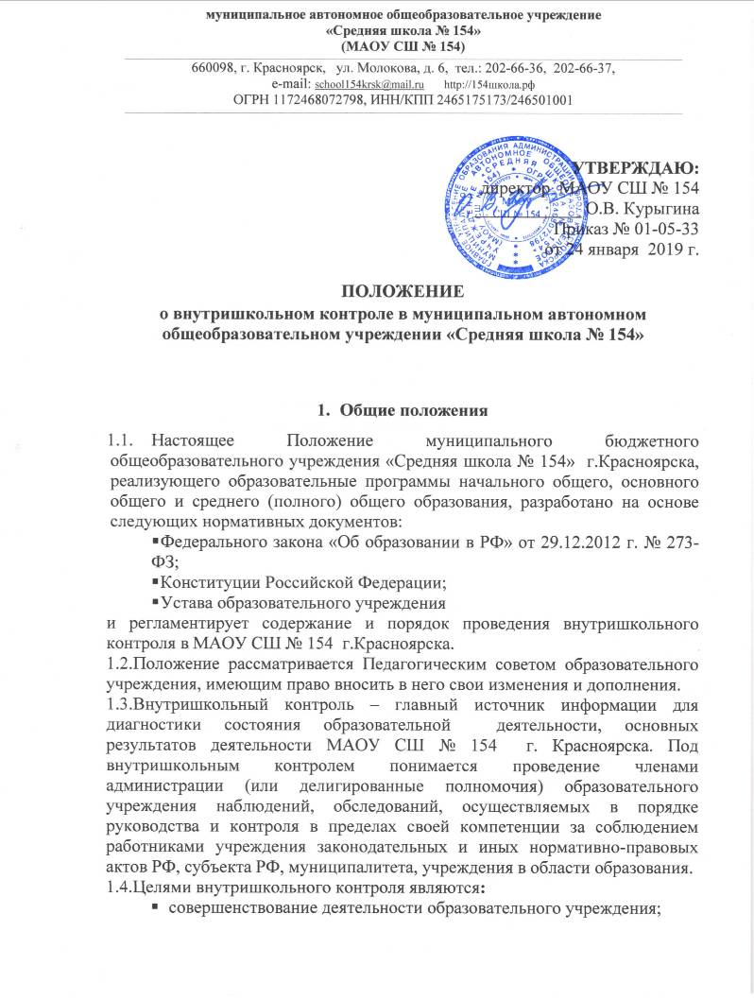 муниципальное автономное общеобразовательное учреждение
«Средняя школа № 154»
(МАОУ СШ № 154)
660098, г. Красноярск, ул. Молокова, д. 6, тел.: 202-66-36, 202-66-37,
e-mail: school154krsk@mail.ru http://154школа.рф
ОГРН 1172468072798, ИНН/КПП 2465175173/246501001
УТВЕРЖДАЮ:
директор МАОУ СШ № 154
О.В. Курыгина
Приказ № 01-05-33
от 24 января 2019 г.
ПОЛОЖЕНИЕ
о внутришкольном контроле в муниципальном автономном
общеобразовательном учреждении «Средняя школа № 154»
1. Общие положения
1.1. Настоящее Положение муниципального бюджетного
общеобразовательного учреждения «Средняя школа № 154» г.Красноярска,
реализующего образовательные программы начального общего, основного
общего и среднего (полного) общего образования, разработано на основе
следующих нормативных документов:
▪Федерального закона «Об образовании в РФ» от 29.12.2012 г. № 273-
ФЗ;
▪Конституции Российской Федерации;
▪Устава образовательного учреждения
и регламентирует содержание и порядок проведения внутришкольного
контроля в МАОУ СШ № 154 г.Красноярска.
1.2.Положение рассматривается Педагогическим советом образовательного
учреждения, имеющим право вносить в него свои изменения и дополнения.
1.3.Внутришкольный контроль – главный источник информации для
диагностики состояния образовательной деятельности, основных
результатов деятельности МАОУ СШ № 154 г. Красноярска. Под
внутришкольным контролем понимается проведение членами
администрации (или делигированные полномочия) образовательного
учреждения наблюдений, обследований, осуществляемых в порядке
руководства и контроля в пределах своей компетенции за соблюдением
работниками учреждения законодательных и иных нормативно-правовых
актов РФ, субъекта РФ, муниципалитета, учреждения в области образования.
1.4.Целями внутришкольного контроля являются:
▪ совершенствование деятельности образовательного учреждения;